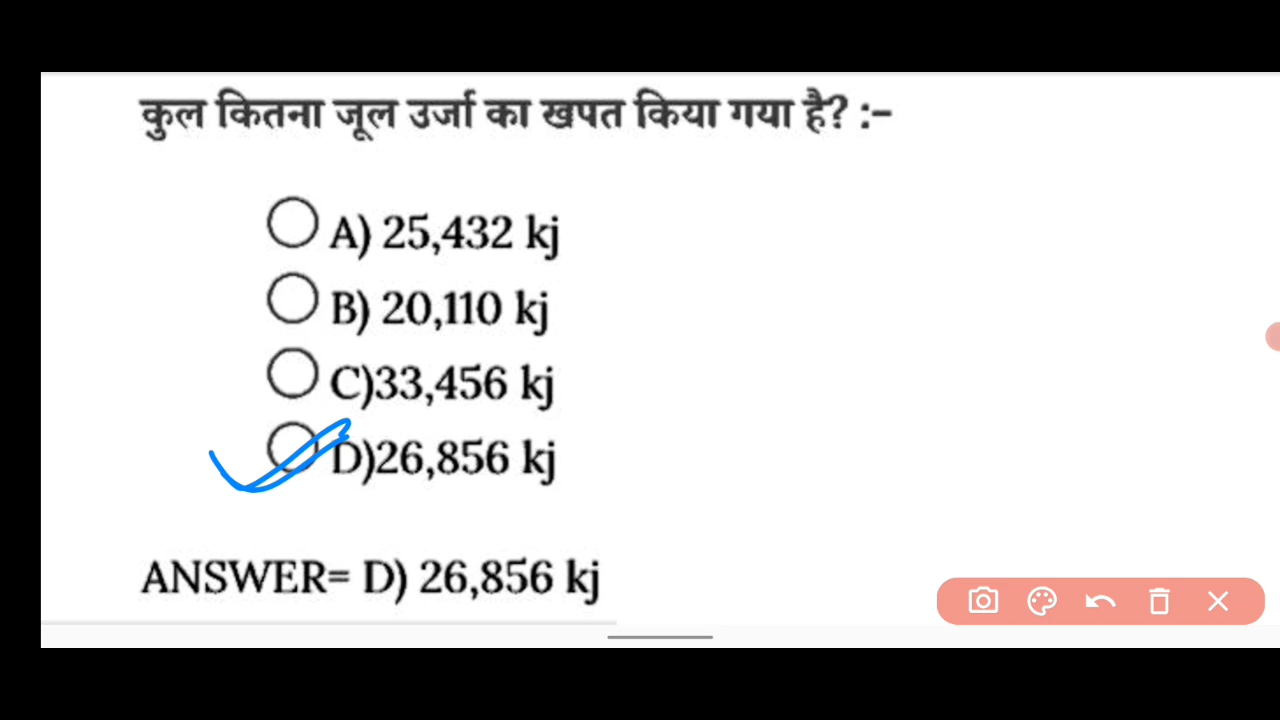 कुल कितना जूल उर्जा का खपत किया गया है? :-
A) 25,432 kj
B) 20,110 kj
C)33,456 kj
D)26,856 kj
ANSWER= D) 26,856 kj